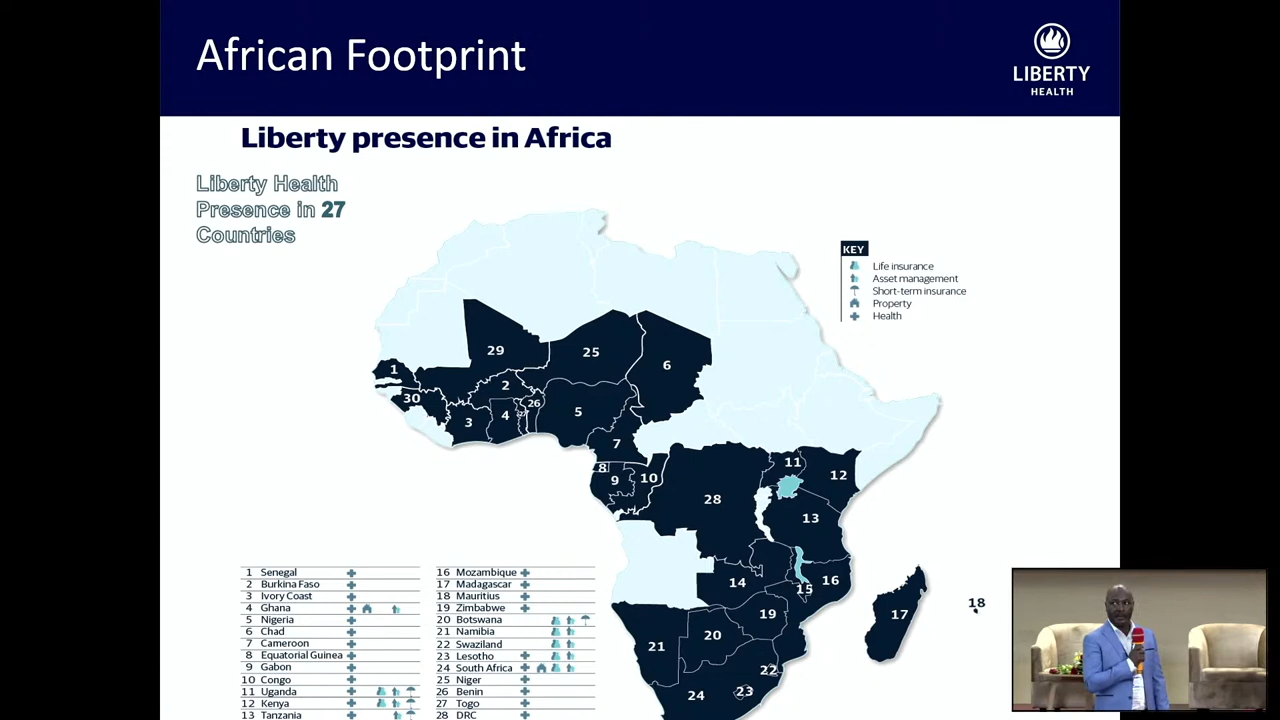 African Footprint
LIBERTY
HEALTH
Liberty presence in Africa
Liberty Health
Presence in 27
Countries
KEY
Life insurance
Asset management
Short-term insurance
Property
Health
29
25
6
1
2
30
26
3
4
27
5
7
8
9
10
11
12
28
13
14
15
16
17
18
19
20
21
22
23
24
1 Senegal
2 Burkina Faso
3 Ivory Coast
4 Ghana
5 Nigeria
6 Chad
7 Cameroon
8 Equatorial Guinea
9 Gabon
10 Congo
11 Uganda
12 Kenya
13 Tanzania
16 Mozambique
17 Madagascar
18 Mauritius
19 Zimbabwe
20 Botswana
21 Namibia
22 Swaziland
23 Lesotho
24 South Africa
25 Niger
26 Benin
27 Togo
28 DRC